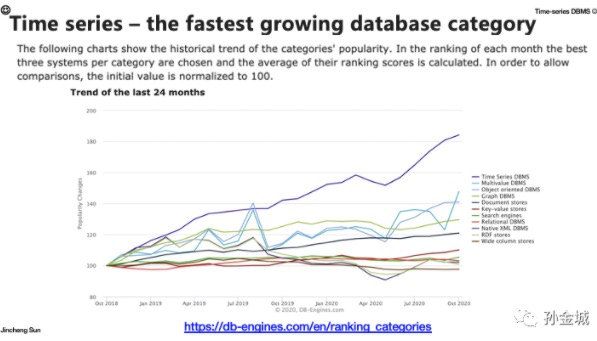 Time-series DBMS
Time series – the fastest growing database category
The following charts show the historical trend of the categories' popularity. In the ranking of each month the best
three systems per category are chosen and the average of their ranking scores is calculated. In order to allow
comparisons, the initial value is normalized to 100.
Trend of the last 24 months
200
180
160
140
120
100
80
Popularity Changes
Oct 2018
Jan 2019
Apr 2019
Jul 2019
Oct 2019
Jan 2020
Apr 2020
Jul 2020
Oct 2020
© 2020, DB-Engines.com
Time Series DBMS
Multivalue DBMS
Object oriented DBMS
Graph DBMS
Document stores
Key-value stores
Search engines
Relational DBMS
Native XML DBMS
RDF stores
Wide column stores
https://db-engines.com/en/ranking_categories
Jincheng Sun
孙金城